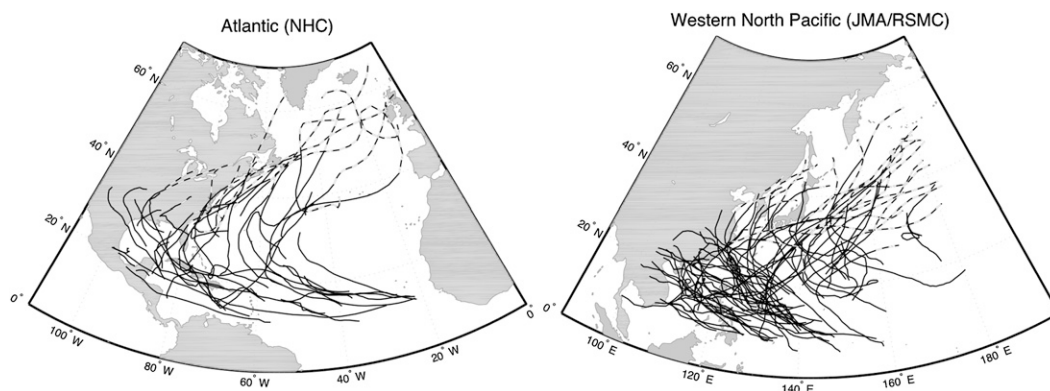 Atlantic (NHC)
60° N
40° N
20° N
0°
100° W
80° W
60° W
40° W
20° W
0°
Western North Pacific (JMA/RSMC)
60° N
40° N
20° N
0°
100° E
120° E
140° E
160° E
180° E